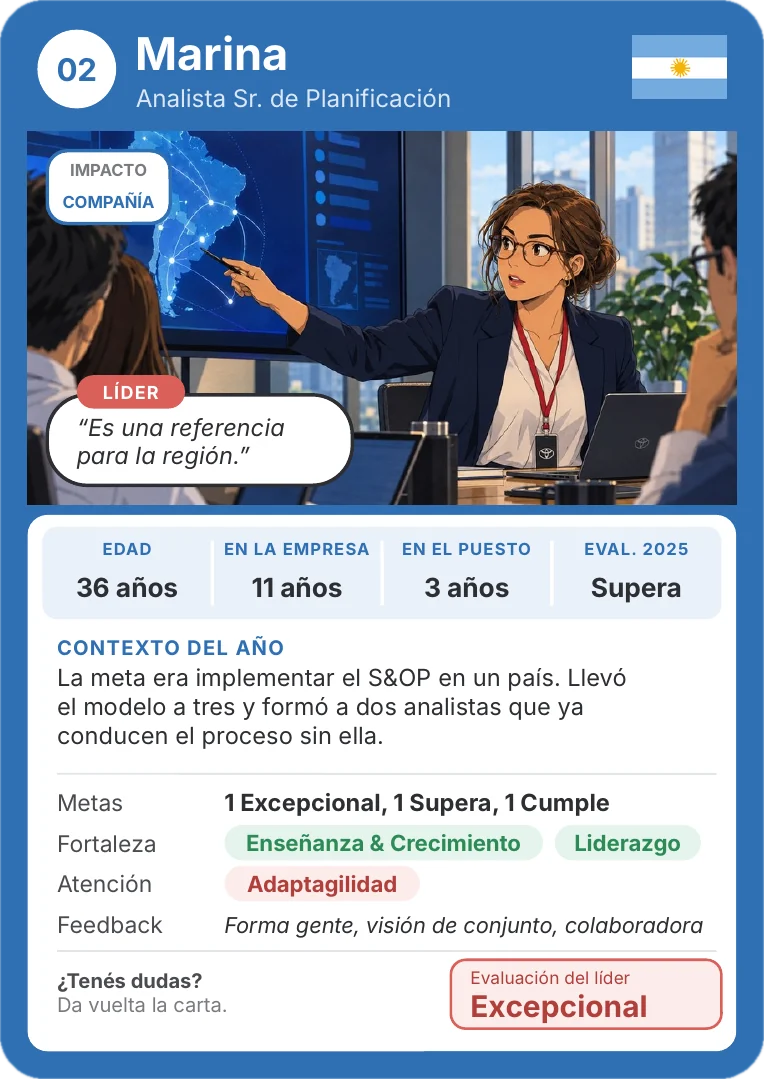 02
Marina
Analista Sr. de Planificación
IMPACTO
COMPAÑÍA
LÍDER
“Es una referencia
para la región.”
EDAD
36 años
EN LA EMPRESA
11 años
EN EL PUESTO
3 años
EVAL. 2025
Supera
CONTEXTO DEL AÑO
La meta era implementar el S&OP en un país. Llevó
el modelo a tres y formó a dos analistas que ya
conducen el proceso sin ella.
Metas 1 Excepcional, 1 Supera, 1 Cumple
Fortaleza Enseñanza & Crecimiento Liderazgo
Atención Adaptagilidad
Feedback Forma gente, visión de conjunto, colaboradora
¿Tenés dudas?
Da vuelta la carta.
Evaluación del líder
Excepcional